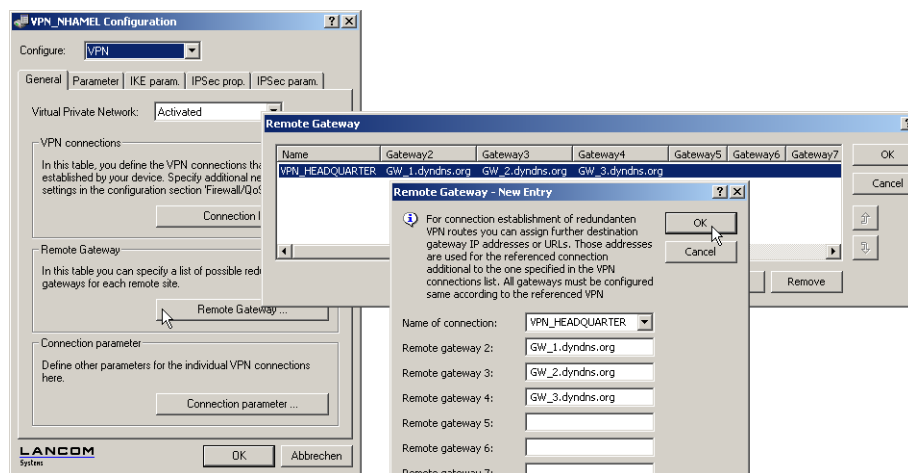 VPN_NHAMEL Configuration
Configure: VPN
General Parameter IKE param. IPSec prop. IPSec param.
Virtual Private Network: Activated
VPN connections
In this table, you define the VPN connections
established by your device. Specify additional
settings in the configuration section 'Firewall/QoS
Connection
Remote Gateway
In this table you can specify a list of possible
gateways for each remote site.
Remote Gateway ...
Connection parameter
Define other parameters for the individual VPN connections
here.
Connection parameter ...
LANCOM
Systems
OK Abbrechen
Remote Gateway
Name Gateway2 Gateway3 Gateway4 Gateway5 Gateway6 Gateway7
VPN_HEADQUARTER GW_1.dyndns.org GW_2.dyndns.org GW_3.dyndns.org
OK
Cancel
Remove
Remote Gateway - New Entry
For connection establishment of redundanten
VPN routes you can assign further destination
gateway IP addresses or URLs. Those addresses
are used for the referenced connection
additional to the one specified in the VPN
connections list. All gateways must be configured
same according to the referenced VPN
OK
Cancel
Name of connection: VPN_HEADQUARTER
Remote gateway 2: GW_1.dyndns.org
Remote gateway 3: GW_2.dyndns.org
Remote gateway 4: GW_3.dyndns.org
Remote gateway 5:
Remote gateway 6:
Remote gateway 7: